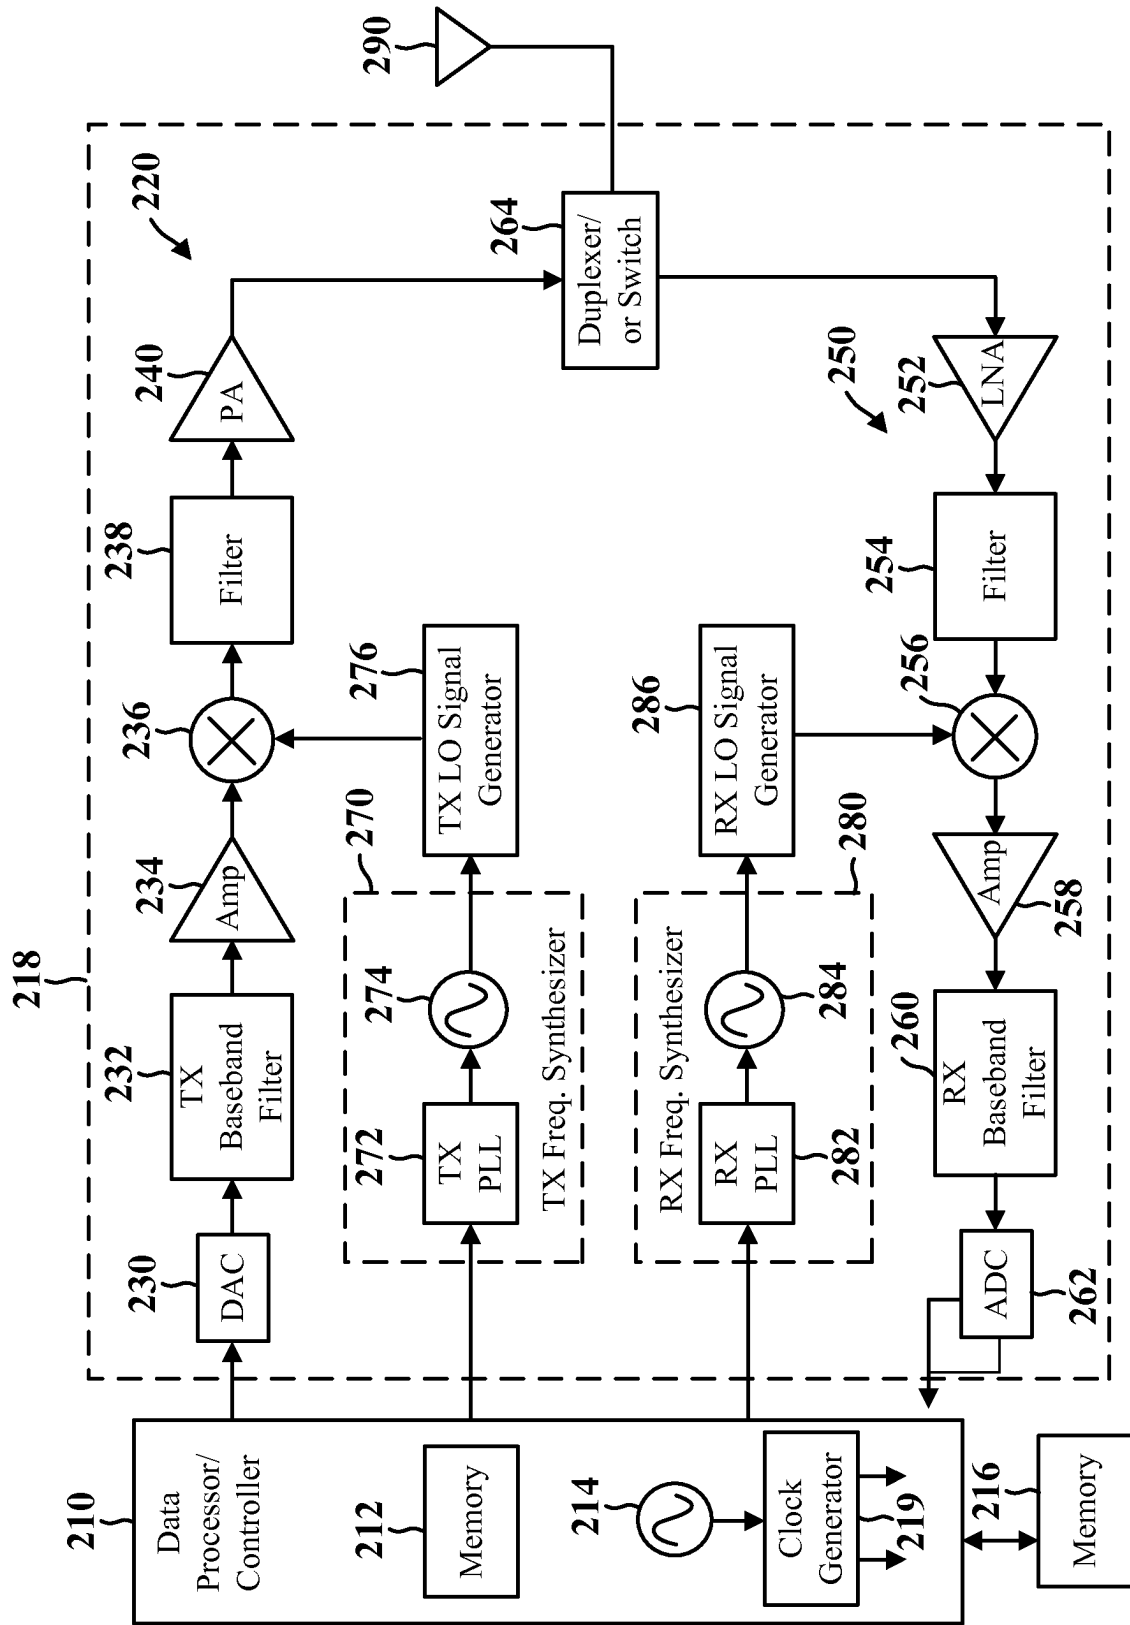 218
220
210
Data
Processor/
Controller
230
DAC
232
TX
Baseband
Filter
234
Amp
236
238
Filter
240
PA
290
212
Memory
270
272
TX
PLL
274
TX Freq. Synthesizer
276
TX LO Signal
Generator
264
Duplexer/
or Switch
214
Clock
Generator
219
RX Freq. Synthesizer
RX
PLL
282
284
280
286
RX LO Signal
Generator
250
216
Memory
ADC
262
260
RX
Baseband
Filter
Amp
258
256
254
Filter
252
LNA